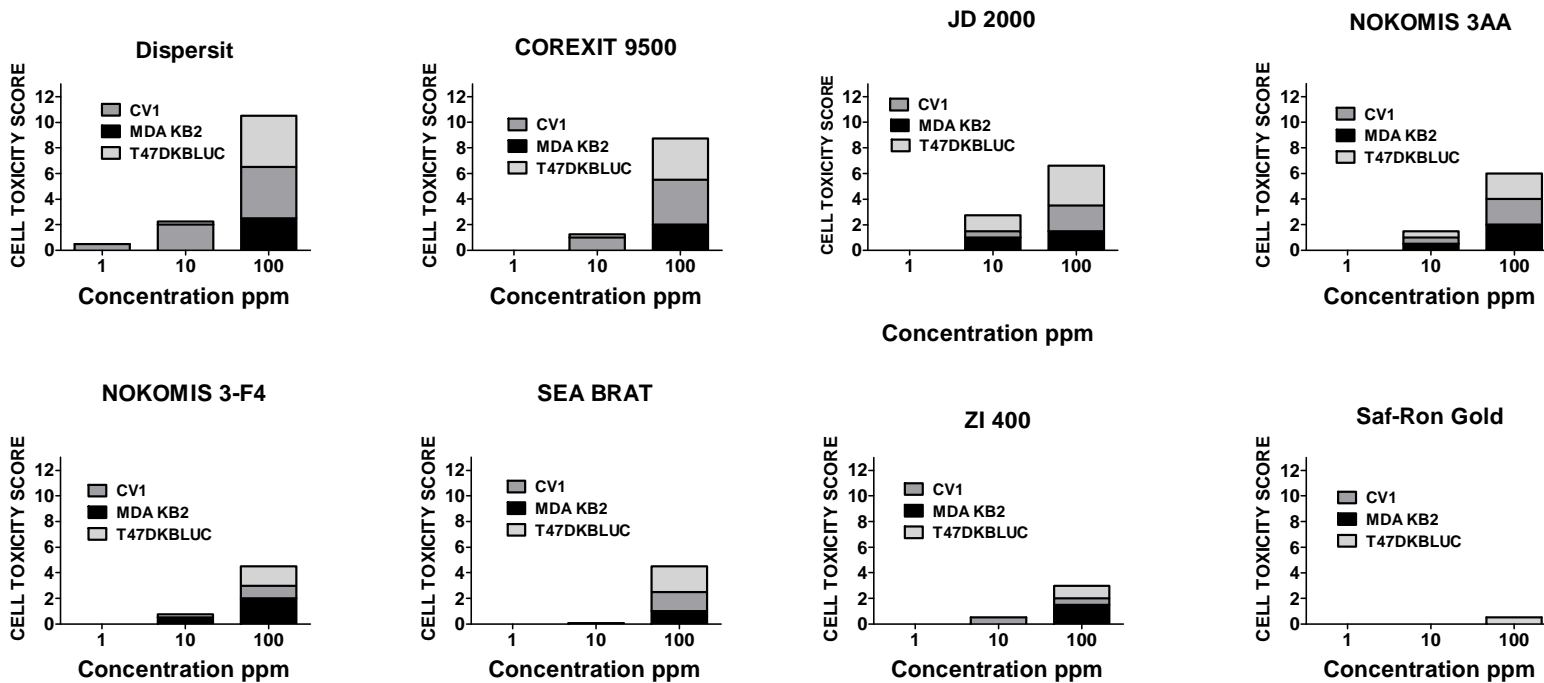 Dispersit
CELL TOXICITY SCORE
12
10
8
6
4
2
0
CV1
MDA KB2
T47DKBLUC
1 10 100
Concentration ppm
COREXIT 9500
CELL TOXICITY SCORE
12
10
8
6
4
2
0
CV1
MDA KB2
T47DKBLUC
1 10 100
Concentration ppm
JD 2000
CELL TOXICITY SCORE
12
10
8
6
4
2
0
CV1
MDA KB2
T47DKBLUC
1 10 100
Concentration ppm
NOKOMIS 3AA
CELL TOXICITY SCORE
12
10
8
6
4
2
0
CV1
MDA KB2
T47DKBLUC
1 10 100
Concentration ppm
NOKOMIS 3-F4
CELL TOXICITY SCORE
12
10
8
6
4
2
0
CV1
MDA KB2
T47DKBLUC
1 10 100
Concentration ppm
SEA BRAT
CELL TOXICITY SCORE
12
10
8
6
4
2
0
CV1
MDA KB2
T47DKBLUC
1 10 100
Concentration ppm
ZI 400
CELL TOXICITY SCORE
12
10
8
6
4
2
0
CV1
MDA KB2
T47DKBLUC
1 10 100
Concentration ppm
Saf-Ron Gold
CELL TOXICITY SCORE
12
10
8
6
4
2
0
CV1
MDA KB2
T47DKBLUC
1 10 100
Concentration ppm